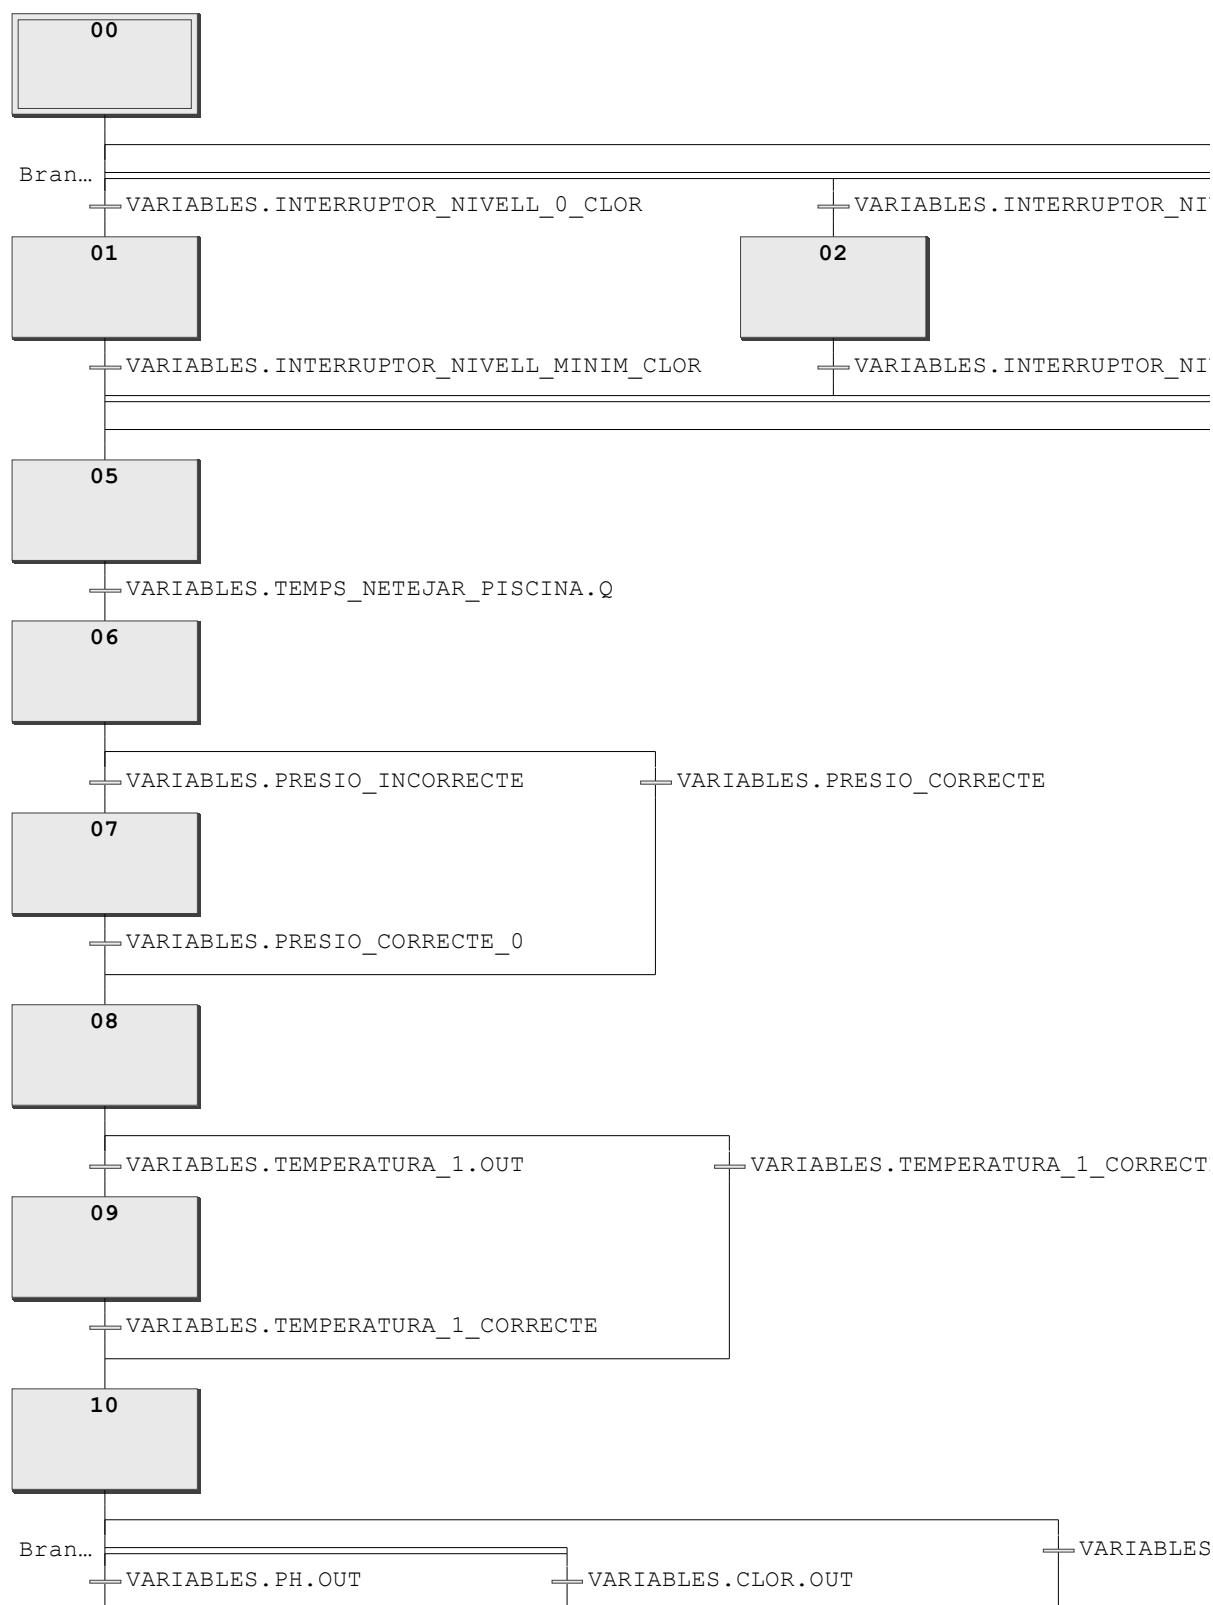 00
Bran…
VARIABLES.INTERRUPTOR_NIVELL_0_CLOR
01
02
VARIABLES.INTERRUPTOR_NIVELL_MINIM_CLOR
05
VARIABLES.TEMPS_NETEJAR_PISCINA.Q
06
VARIABLES.PRESIO_INCORRECTE VARIABLES.PRESIO_CORRECTE
07
VARIABLES.PRESIO_CORRECTE_0
08
VARIABLES.TEMPERATURA_1.OUT
09
VARIABLES.TEMPERATURA_1_CORRECTE
10
Bran… VARIABLES
VARIABLES.PH.OUT VARIABLES.CLOR.OUT